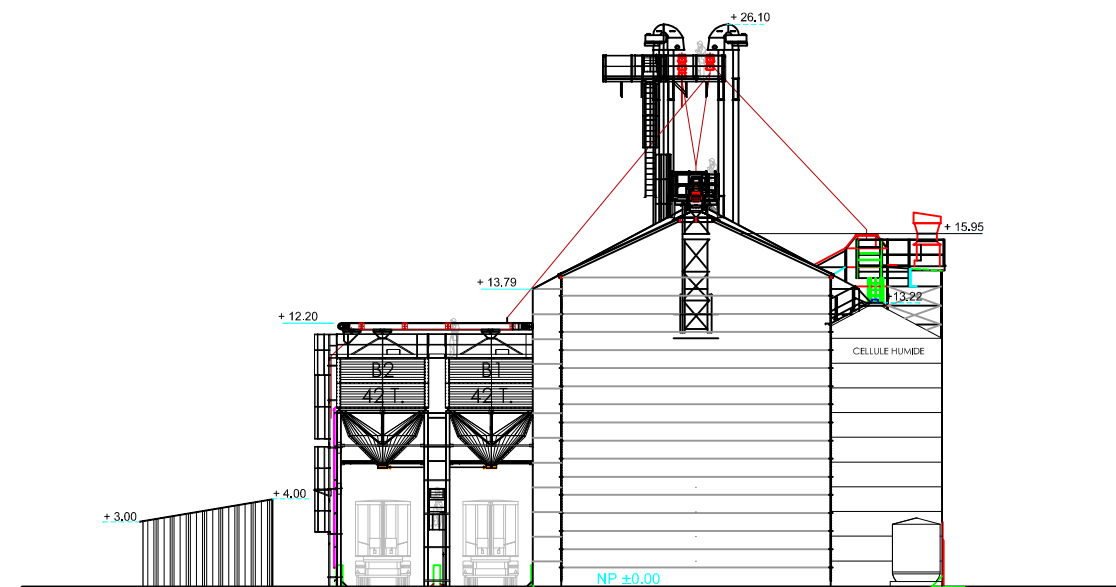 + 26.10
+ 15.95
+ 13.79
+13.22
+ 12.20
CELLULE HUMIDE
B2
42 T.
B1
42 T.
+ 4.00
+ 3.00
NP ±0.00